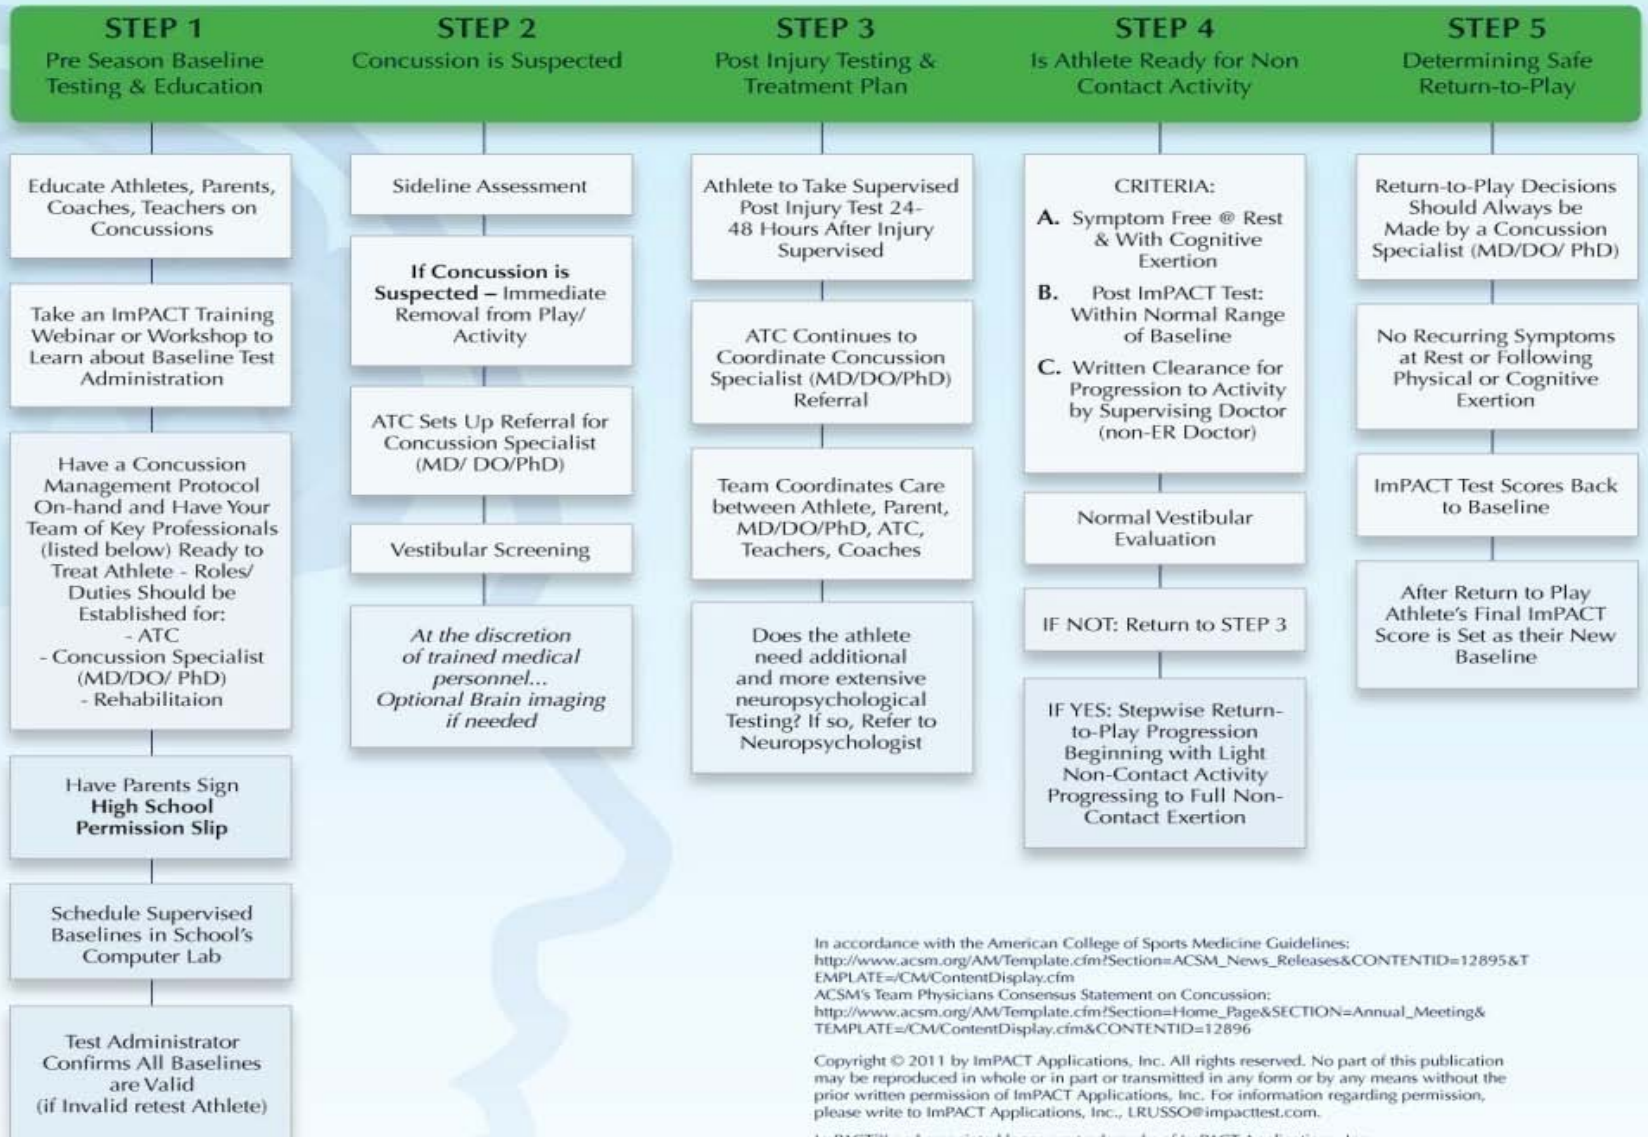 STEP 1
Pre Season Baseline
Testing & Education
Educate Athletes, Parents,
Coaches, Teachers on
Concussions
Take an ImPACT Training
Webinar or Workshop to
Learn about Baseline Test
Administration
Have a Concussion
Management Protocol
On-hand and Have Your
Team of Key Professionals
(listed below) Ready to
Treat Athlete - Roles/
Duties Should be
Established for:
- ATC
- Concussion Specialist
(MD/DO/ PhD)
- Rehabilitaion
Have Parents Sign
High School
Permission Slip
Schedule Supervised
Baselines in School's
Computer Lab
Test Administrator
Confirms All Baselines
are Valid
(if Invalid retest Athlete)
STEP 2
Concussion is Suspected
Sideline Assessment
If Concussion is
Suspected – Immediate
Removal from Play/
Activity
ATC Sets Up Referral for
Concussion Specialist
(MD/ DO/PhD)
Vestibular Screening
At the discretion
of trained medical
personnel...
Optional Brain imaging
if needed
STEP 3
Post Injury Testing &
Treatment Plan
Athlete to Take Supervised
Post Injury Test 24-
48 Hours After Injury
Supervised
ATC Continues to
Coordinate Concussion
Specialist (MD/DO/PhD)
Referral
Team Coordinates Care
between Athlete, Parent,
MD/DO/PhD, ATC,
Teachers, Coaches
Does the athlete
need additional
and more extensive
neuropsychological
Testing? If so, Refer to
Neuropsychologist
STEP 4
Is Athlete Ready for Non
Contact Activity
CRITERIA:
A. Symptom Free @ Rest
& With Cognitive
Exertion
B. Post ImPACT Test:
Within Normal Range
of Baseline
C. Written Clearance for
Progression to Activity
by Supervising Doctor
(non-ER Doctor)
Normal Vestibular
Evaluation
IF NOT: Return to STEP 3
IF YES: Stepwise Return-
to-Play Progression
Beginning with Light
Non-Contact Activity
Progressing to Full Non-
Contact Exertion
STEP 5
Determining Safe
Return-to-Play
Return-to-Play Decisions
Should Always be
Made by a Concussion
Specialist (MD/DO/ PhD)
No Recurring Symptoms
at Rest or Following
Physical or Cognitive
Exertion
ImPACT Test Scores Back
to Baseline
After Return to Play
Athlete's Final ImPACT
Score is Set as their New
Baseline
In accordance with the American College of Sports Medicine Guidelines:
http://www.acsm.org/AM/Template.cfm?Section=ACSM_News_Releases&CONTENTID=12895&T
EMPLATE=/CM/ContentDisplay.cfm
ACSM's Team Physicians Consensus Statement on Concussion:
http://www.acsm.org/AM/Template.cfm?Section=Home_Page&SECTION=Annual_Meeting&
TEMPLATE=/CM/ContentDisplay.cfm&CONTENTID=12896
Copyright © 2011 by ImPACT Applications, Inc. All rights reserved. No part of this publication
may be reproduced in whole or in part or transmitted in any form or by any means without the
prior written permission of ImPACT Applications, Inc. For information regarding permission,
please write to ImPACT Applications, Inc., LRUSSO@impacttest.com.